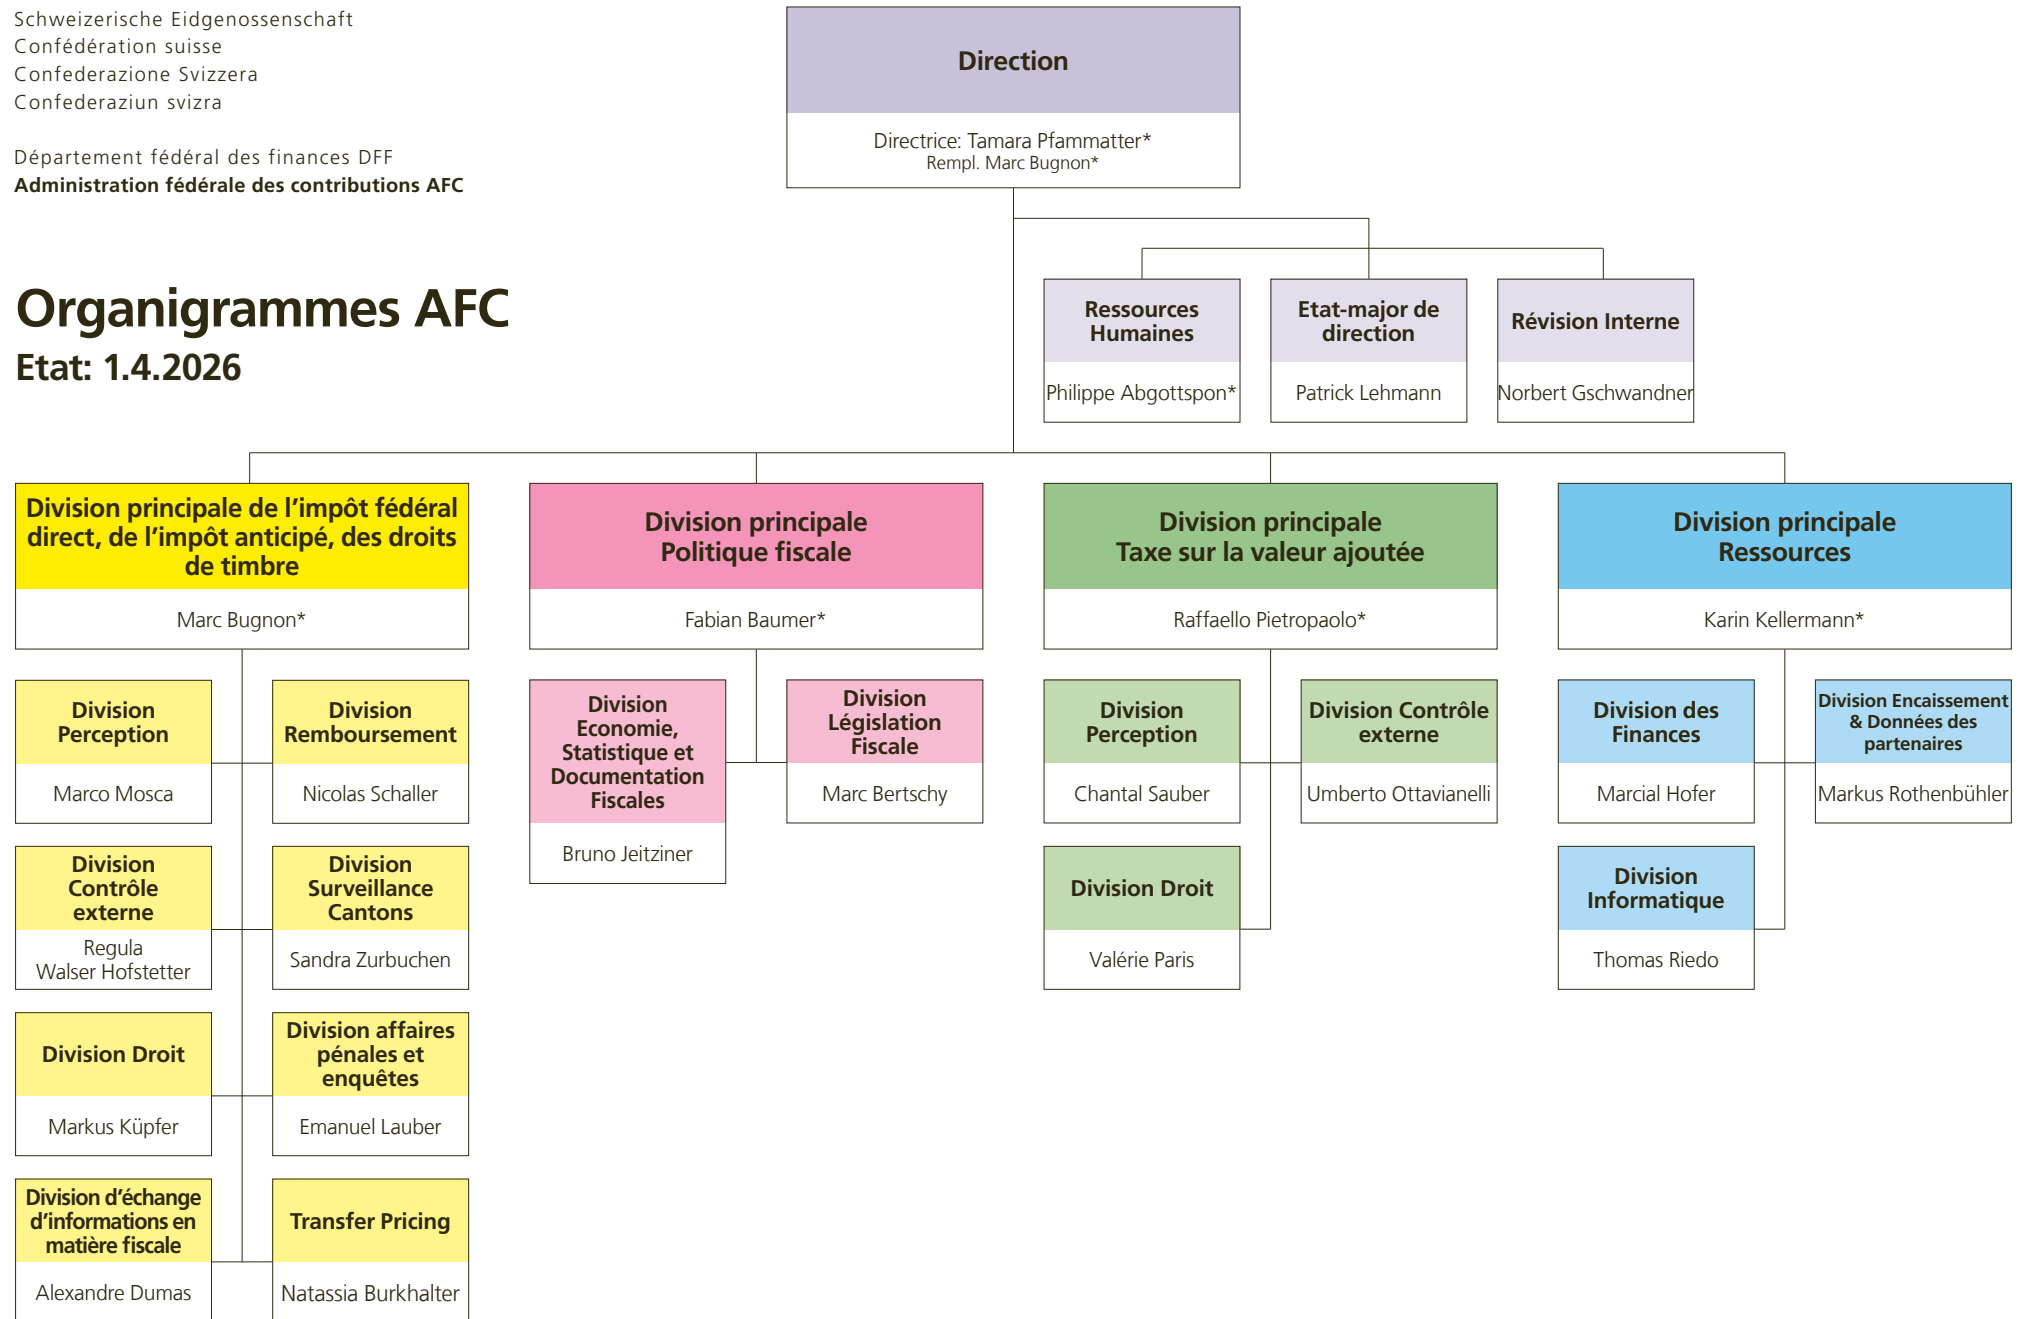 Schweizerische Eidgenossenschaft
Confédération suisse
Confederazione Svizzera
Confederaziun svizra
Département fédéral des finances DFF
Administration fédérale des contributions AFC
Organigrammes AFC
Etat: 1.4.2026
Direction
Directrice: Tamara Pfammatter*
Rempl. Marc Bugnon*
Ressources
Humaines
Philippe Abgottspon*
Etat-major de
direction
Patrick Lehmann
Révision Interne
Norbert Gschwandner
Division principale de l'impôt fédéral
direct, de l'impôt anticipé, des droits
de timbre
Marc Bugnon*
Division
Perception
Marco Mosca
Division
Remboursement
Nicolas Schaller
Division
Contrôle
externe
Regula
Walser Hofstetter
Division
Surveillance
Cantons
Sandra Zurbuchen
Division Droit
Markus Küpfer
Division affaires
pénales et
enquêtes
Emanuel Lauber
Division d'échange
d'informations en
matière fiscale
Alexandre Dumas
Transfer Pricing
Natassia Burkhalter
Division principale
Politique fiscale
Fabian Baumer*
Division
Economie,
Statistique et
Documentation
Fiscales
Bruno Jeitziner
Division
Législation
Fiscale
Marc Bertschy
Division principale
Taxe sur la valeur ajoutée
Raffaello Pietropaolo*
Division
Perception
Chantal Sauber
Division Contrôle
externe
Umberto Ottavianelli
Division Droit
Valérie Paris
Division principale
Ressources
Karin Kellermann*
Division des
Finances
Marcial Hofer
Division Encaissement
& Données des
partenaires
Markus Rothenbühler
Division
Informatique
Thomas Riedo